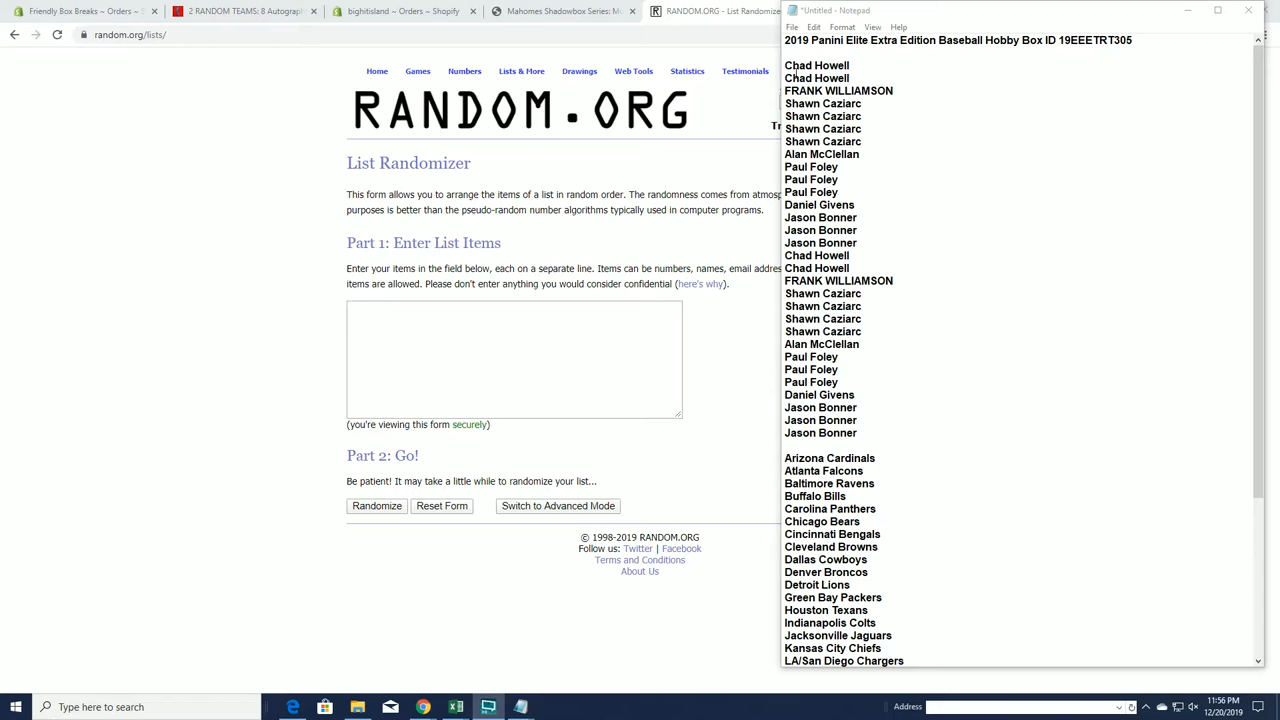 Friendly Box Breaks ~ Orders ~ S
2 RANDOM TEAMS: 8 Autograph
bighitsland ~ Orders ~ Shopify
Mahomes Shadowbox Series: M
RANDOM.ORG - List Randomizer
random.org/lists/
Home
Games
Numbers
Lists & More
Drawings
Web Tools
Statistics
Testimonials
RANDOM.ORG
List Randomizer
This form allows you to arrange the items of a list in random order. The randomness comes from atmosp
purposes is better than the pseudo-random number algorithms typically used in computer programs.
Part 1: Enter List Items
Enter your items in the field below, each on a separate line. Items can be numbers, names, email addre
items are allowed. Please don't enter anything you would consider confidential (here's why).
(you're viewing this form securely)
Part 2: Go!
Be patient! It may take a little while to randomize your list...
Randomize
Reset Form
Switch to Advanced Mode
© 1998-2019 RANDOM.ORG
Follow us: Twitter | Facebook
Terms and Conditions
About Us
*Untitled - Notepad
File
Edit
Format
View
Help
2019 Panini Elite Extra Edition Baseball Hobby Box ID 19EEETRT305
Chad Howell
Chad Howell
FRANK WILLIAMSON
Shawn Caziarc
Shawn Caziarc
Shawn Caziarc
Shawn Caziarc
Alan McClellan
Paul Foley
Paul Foley
Paul Foley
Daniel Givens
Jason Bonner
Jason Bonner
Jason Bonner
Chad Howell
Chad Howell
FRANK WILLIAMSON
Shawn Caziarc
Shawn Caziarc
Shawn Caziarc
Shawn Caziarc
Alan McClellan
Paul Foley
Paul Foley
Paul Foley
Daniel Givens
Jason Bonner
Jason Bonner
Jason Bonner
Arizona Cardinals
Atlanta Falcons
Baltimore Ravens
Buffalo Bills
Carolina Panthers
Chicago Bears
Cincinnati Bengals
Cleveland Browns
Dallas Cowboys
Denver Broncos
Detroit Lions
Green Bay Packers
Houston Texans
Indianapolis Colts
Jacksonville Jaguars
Kansas City Chiefs
LA/San Diego Chargers
Type here to search
Address
11:56 PM
12/20/2019